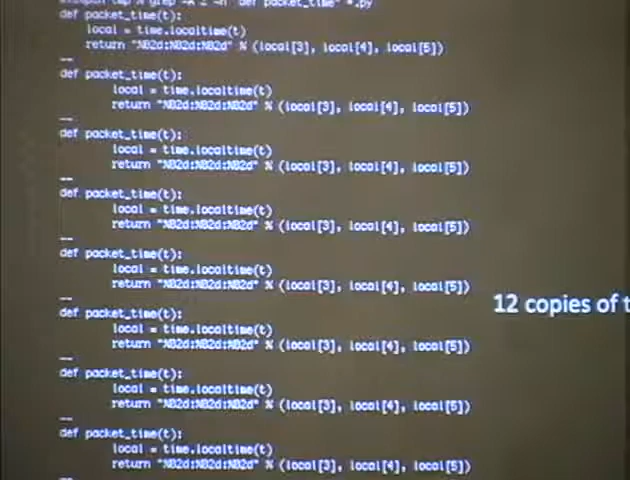 tmp % grep -A 2 -h "def packet_time" *.py
def packet_time(t):
local = time.localtime(t)
return "%02d:%02d:%02d" % (local[3], local[4], local[5])
--
def packet_time(t):
local = time.localtime(t)
return "%02d:%02d:%02d" % (local[3], local[4], local[5])
--
def packet_time(t):
local = time.localtime(t)
return "%02d:%02d:%02d" % (local[3], local[4], local[5])
--
def packet_time(t):
local = time.localtime(t)
return "%02d:%02d:%02d" % (local[3], local[4], local[5])
--
def packet_time(t):
local = time.localtime(t)
return "%02d:%02d:%02d" % (local[3], local[4], local[5])
--
12 copies of t
def packet_time(t):
local = time.localtime(t)
return "%02d:%02d:%02d" % (local[3], local[4], local[5])
--
def packet_time(t):
local = time.localtime(t)
return "%02d:%02d:%02d" % (local[3], local[4], local[5])
--
def packet_time(t):
local = time.localtime(t)
return "%02d:%02d:%02d" % (local[3], local[4], local[5])
--